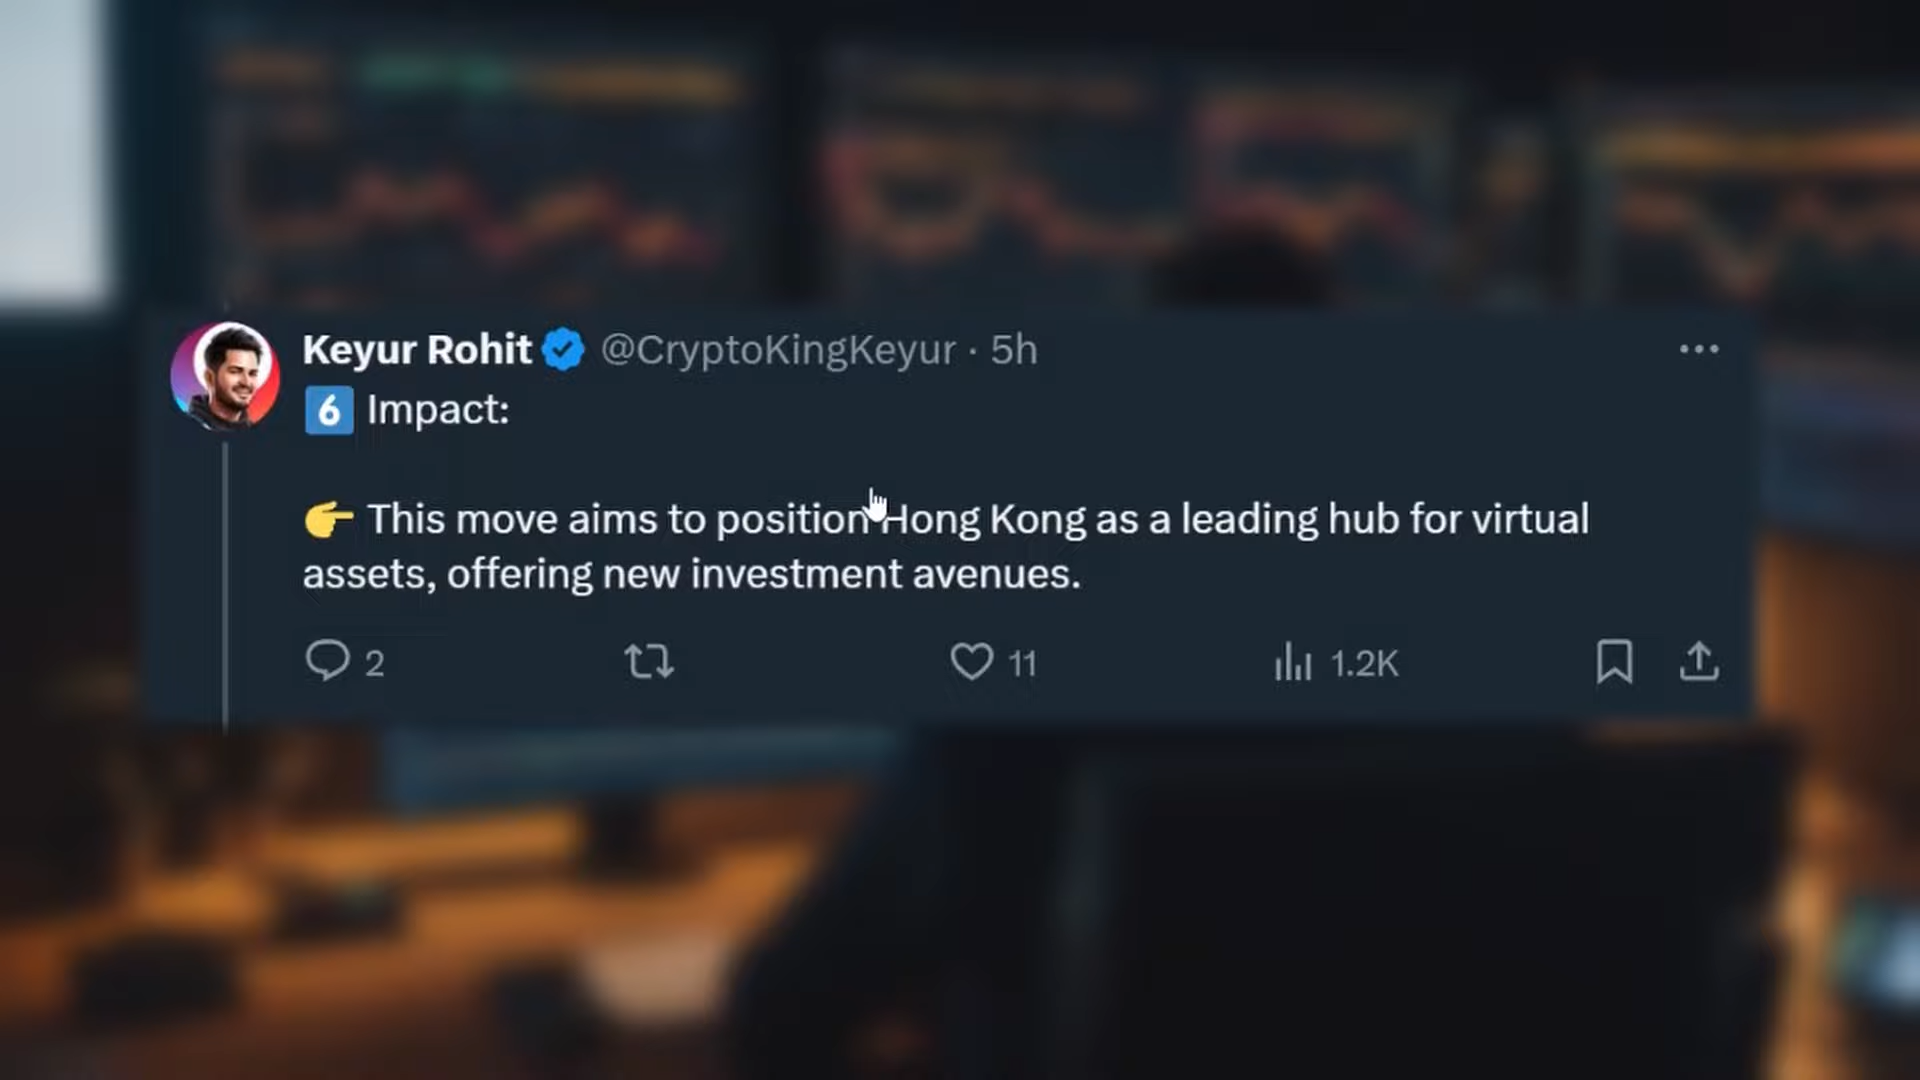 Keyur Rohit @CryptoKingKeyur · 5h
6 Impact:
👉 This move aims to position Hong Kong as a leading hub for virtual
assets, offering new investment avenues.
2 11 1.2K